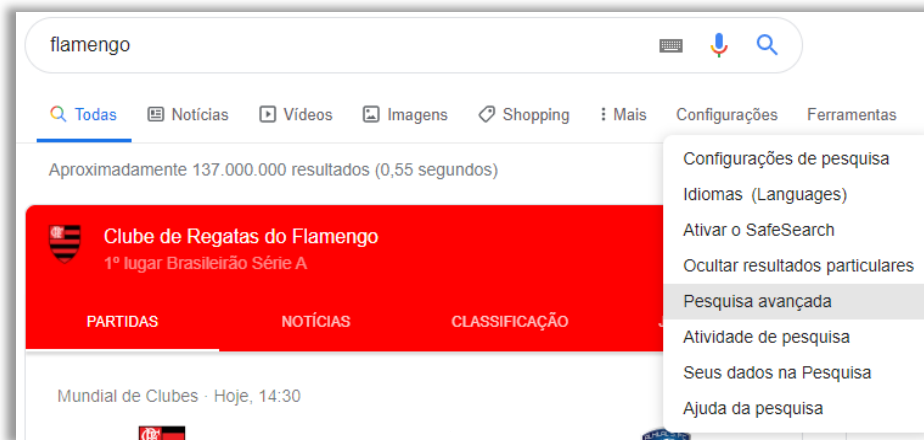 flamengo
Todas Notícias Vídeos Imagens Shopping Mais Configurações Ferramentas
Aproximadamente 137.000.000 resultados (0,55 segundos)
Clube de Regatas do Flamengo
1º lugar Brasileirão Série A
PARTIDAS NOTÍCIAS CLASSIFICAÇÃO
Mundial de Clubes · Hoje, 14:30
Configurações de pesquisa
Idiomas (Languages)
Ativar o SafeSearch
Ocultar resultados particulares
Pesquisa avançada
Atividade de pesquisa
Seus dados na Pesquisa
Ajuda da pesquisa